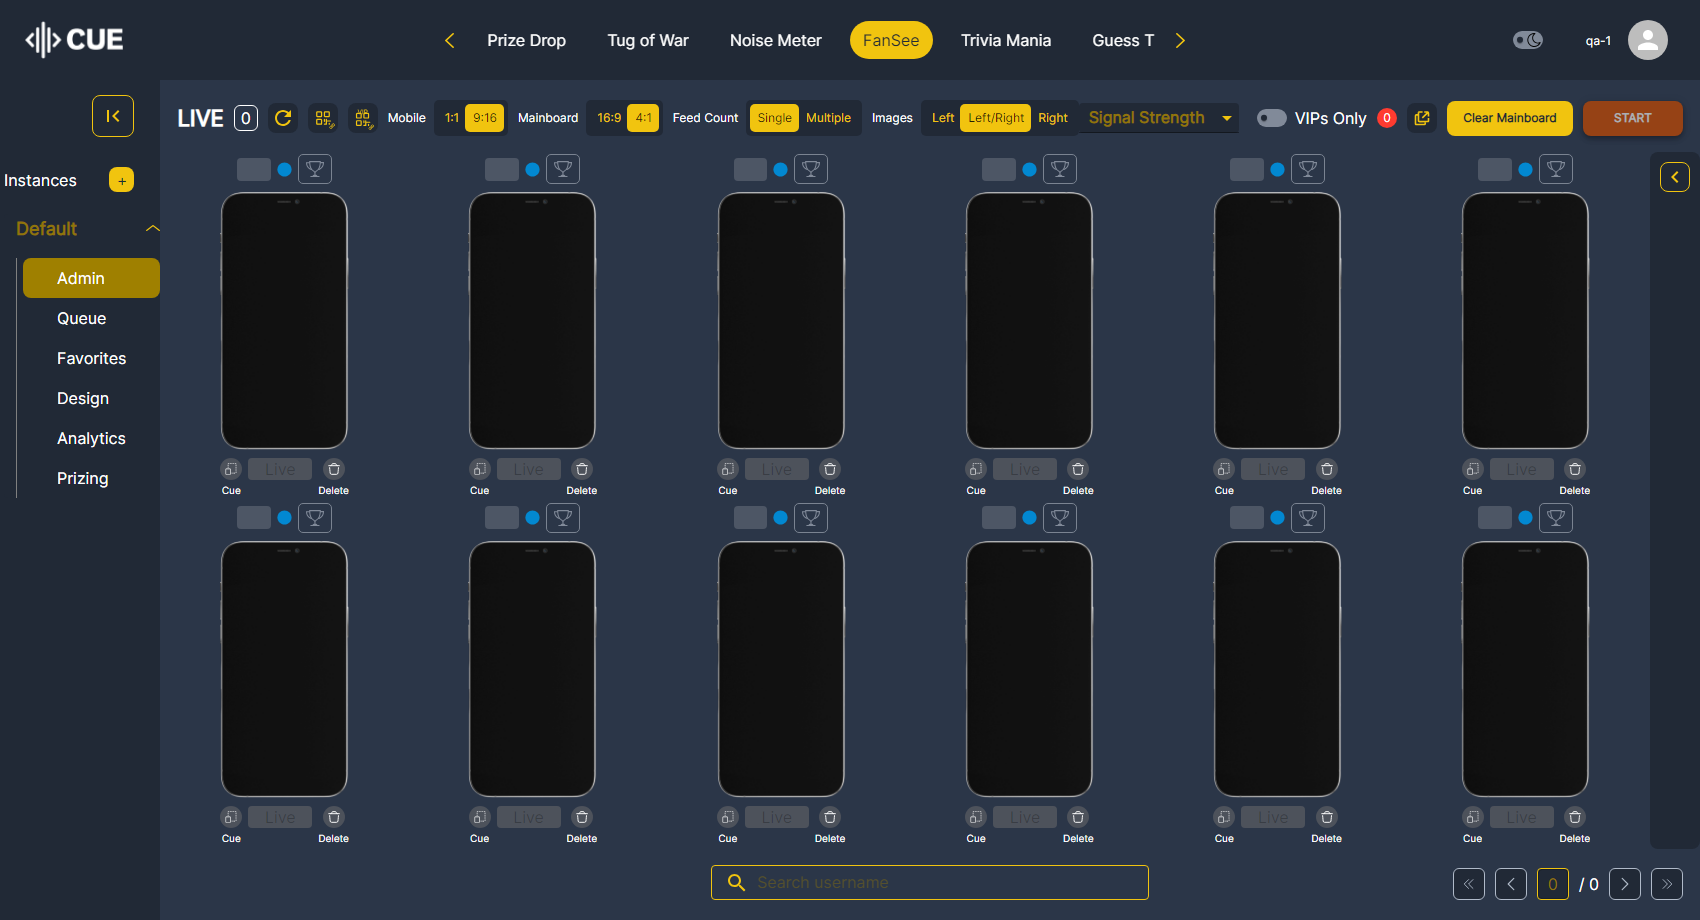 CUE
Prize Drop Tug of War Noise Meter FanSee Trivia Mania Guess T
qa-1
LIVE 0 Mobile 1:1 9:16 Mainboard 16:9 4:1 Feed Count Single Multiple Images Left Left/Right Right Signal Strength VIPs Only 0 Clear Mainboard START
Instances +
Default
Admin
Queue
Favorites
Design
Analytics
Prizing
Live Live Live Live Live Live
Cue Delete Cue Delete Cue Delete Cue Delete Cue Delete Cue Delete
Live Live Live Live Live Live
Cue Delete Cue Delete Cue Delete Cue Delete Cue Delete Cue Delete
Search username
0 / 0